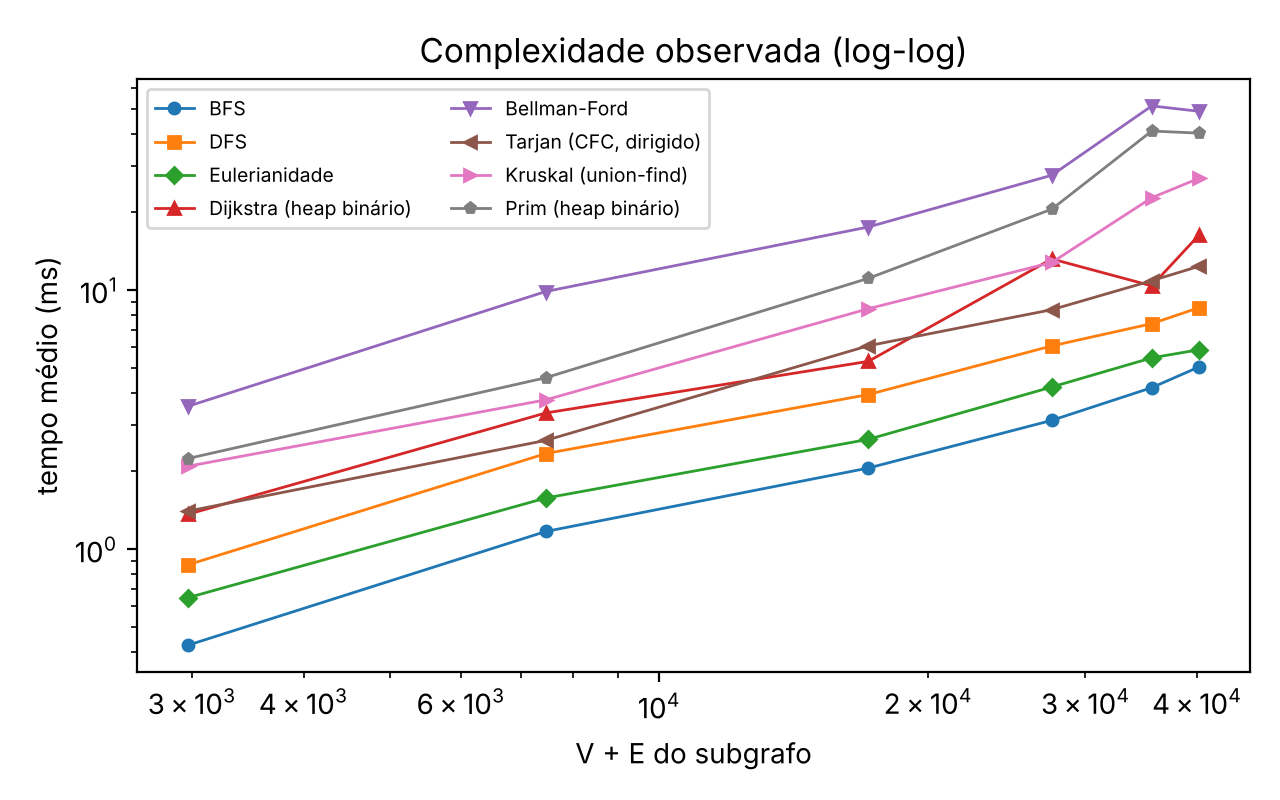 Complexidade observada (log-log)
BFS
DFS
Eulerianidade
Dijkstra (heap binário)
Bellman-Ford
Tarjan (CFC, dirigido)
Kruskal (union-find)
Prim (heap binário)
tempo médio (ms)
10¹
10⁰
3 × 10³ 4 × 10³ 6 × 10³ 10⁴ 2 × 10⁴ 3 × 10⁴ 4 × 10⁴
V + E do subgrafo